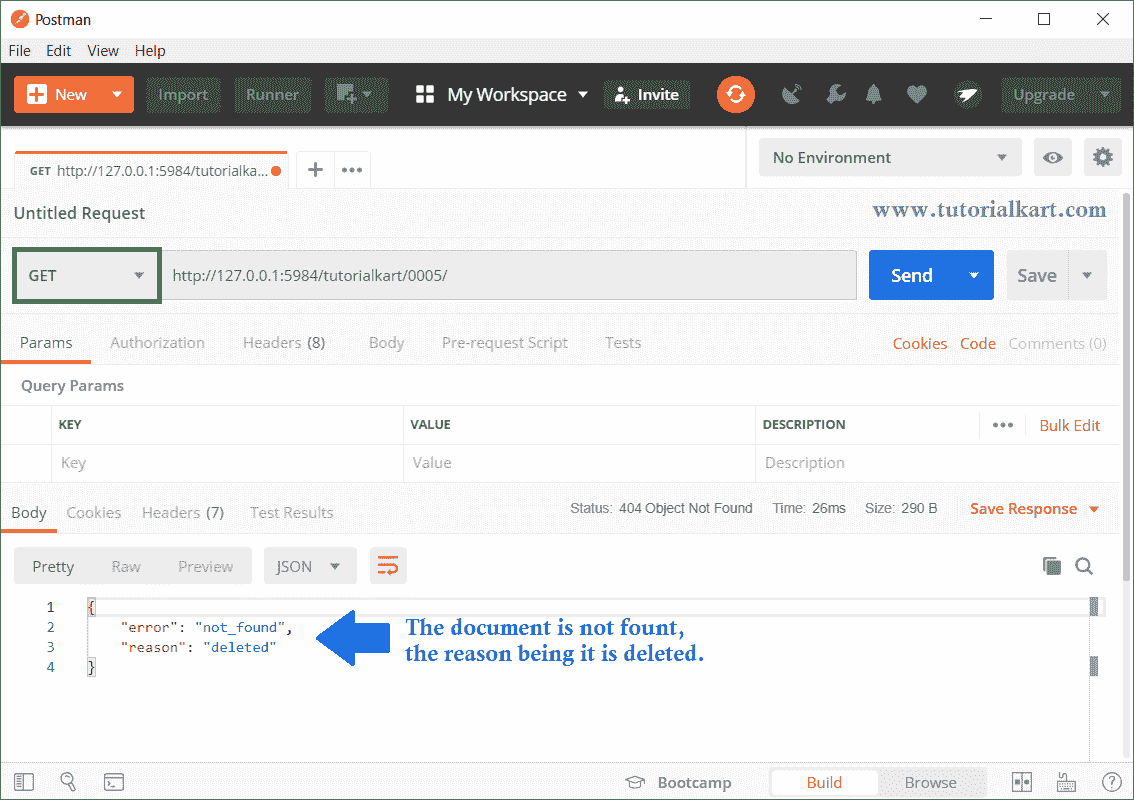 Postman
File Edit View Help
New Import Runner My Workspace Invite Upgrade
GET http://127.0.0.1:5984/tutorialka... No Environment
Untitled Request www.tutorialkart.com
GET http://127.0.0.1:5984/tutorialkart/0005/ Send Save
Params Authorization Headers (8) Body Pre-request Script Tests Cookies Code Comments (0)
Query Params
KEY VALUE DESCRIPTION Bulk Edit
Key Value Description
Body Cookies Headers (7) Test Results Status: 404 Object Not Found Time: 26ms Size: 290 B Save Response
Pretty Raw Preview JSON
1 {
2 "error": "not_found", The document is not fount,
3 "reason": "deleted" the reason being it is deleted.
4 }
Bootcamp Build Browse